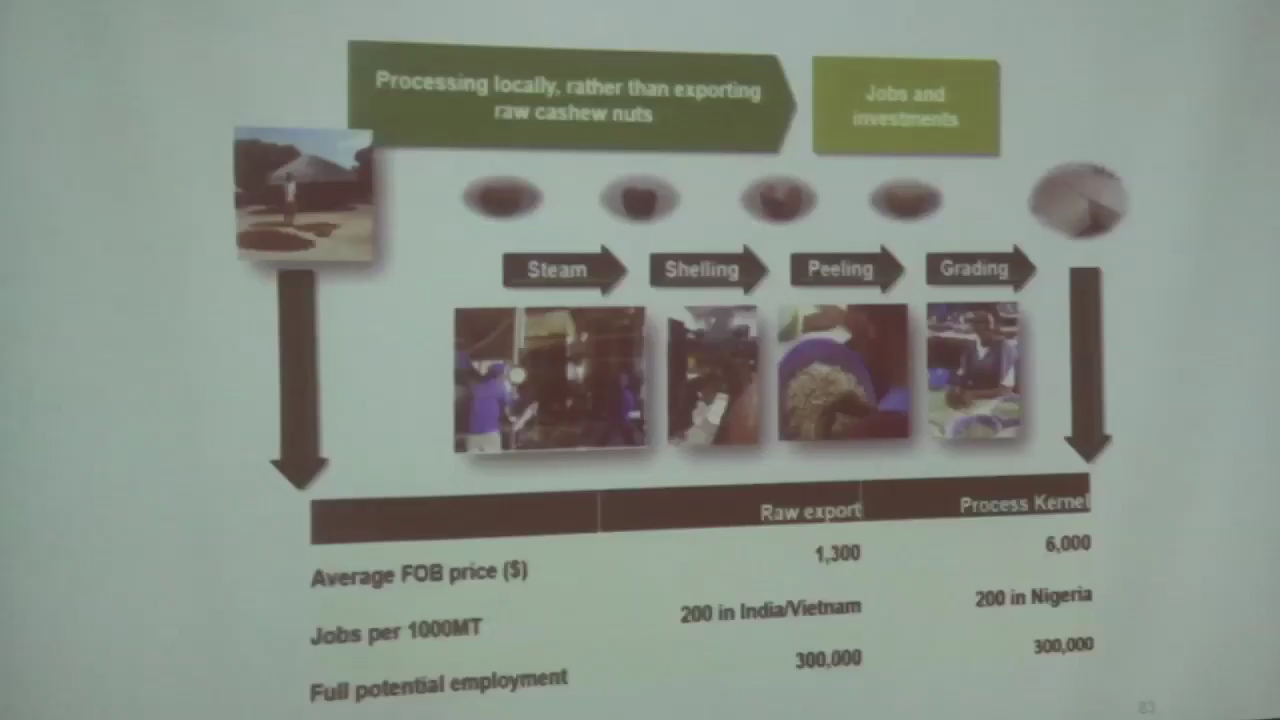 Processing locally, rather than exporting
raw cashew nuts
Jobs and
investments
Steam
Shelling
Peeling
Grading
Raw export
Process Kernel
Average FOB price ($)
1,300
6,000
Jobs per 1000MT
200 in India/Vietnam
200 in Nigeria
Full potential employment
300,000
300,000
83